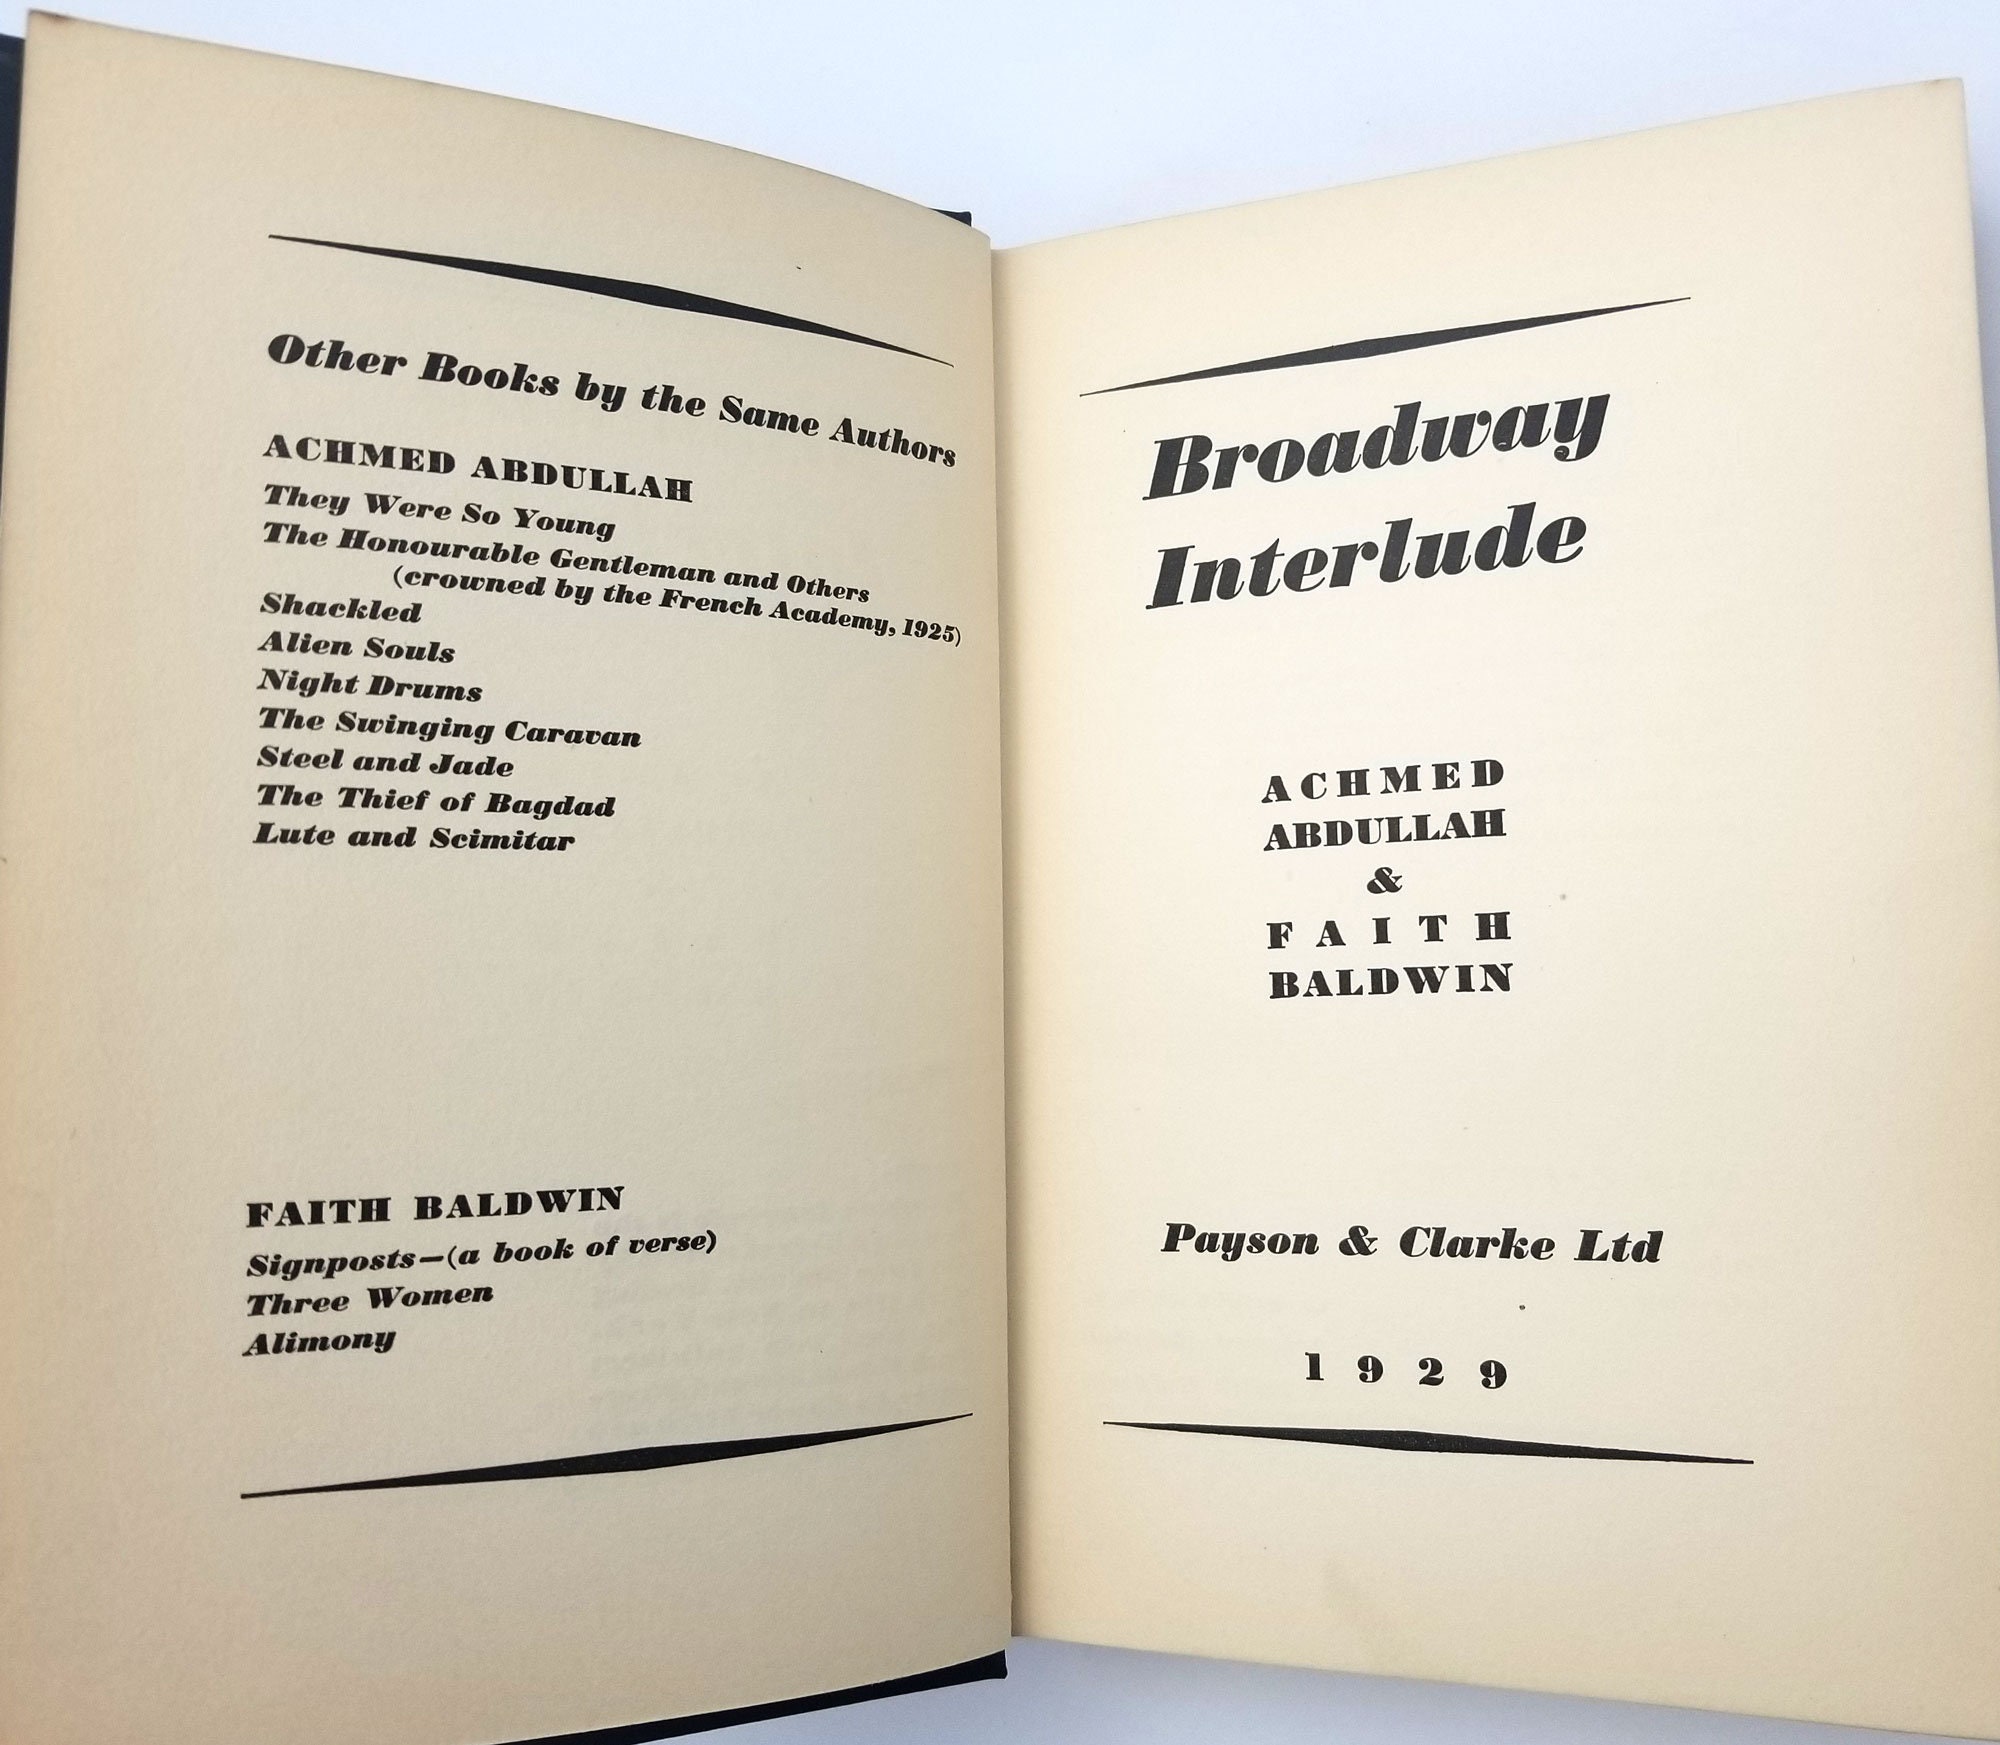 Other Books by the Same Authors
ACHMED ABDULLAH
They Were So Young
The Honourable Gentleman and Others
(crowned by the French Academy, 1925)
Shackled
Alien Souls
Night Drums
The Swinging Caravan
Steel and Jade
The Thief of Bagdad
Lute and Scimitar
FAITH BALDWIN
Signposts—(a book of verse)
Three Women
Alimony
Broadway
Interlude
ACHMED
ABDULLAH
&
FAITH
BALDWIN
Payson & Clarke Ltd
1929